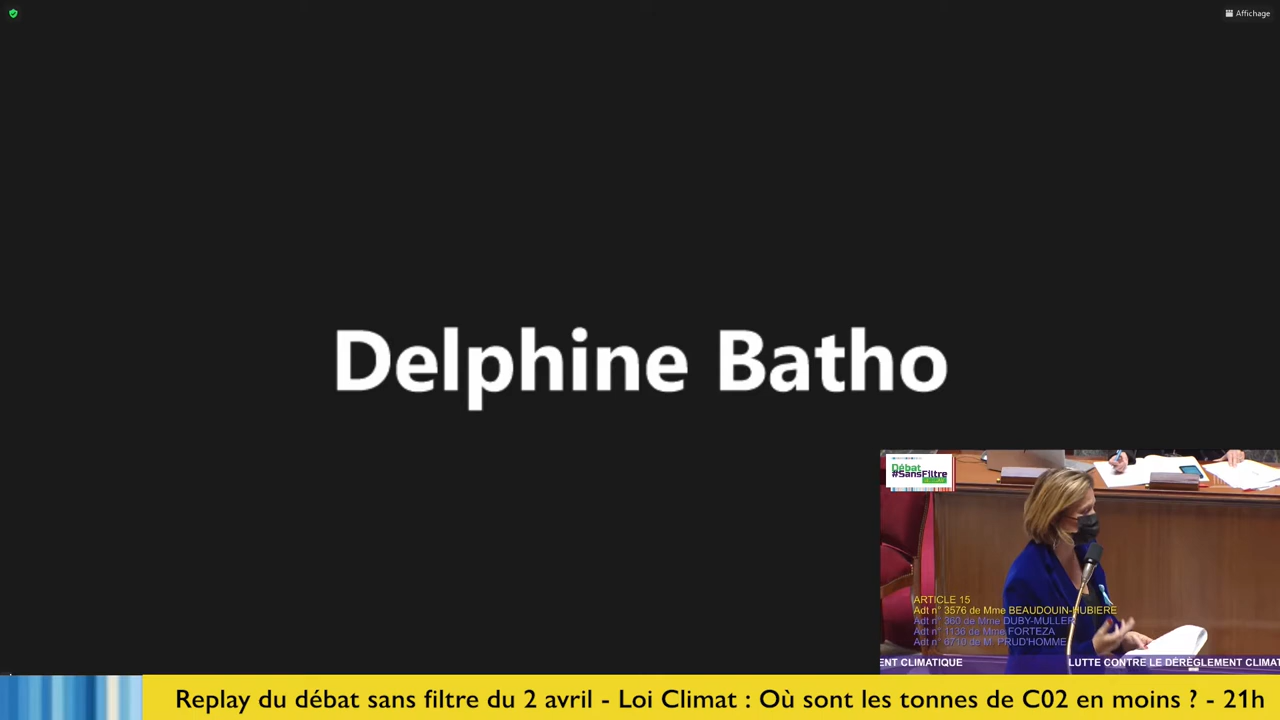 Affichage
Delphine Batho
Débat
#SansFiltre
ARTICLE 15
Adt n° 3576 de Mme BEAUDOUIN-HUBIERE
Adt n° 360 de Mme DUBY-MULLER
Adt n° 1136 de Mme FORTEZA
Adt n° 6719 de M. PRUD'HOMME
ENT CLIMATIQUE LUTTE CONTRE LE DÉRÈGLEMENT CLIMAT
Replay du débat sans filtre du 2 avril - Loi Climat : Où sont les tonnes de C02 en moins ? - 21h